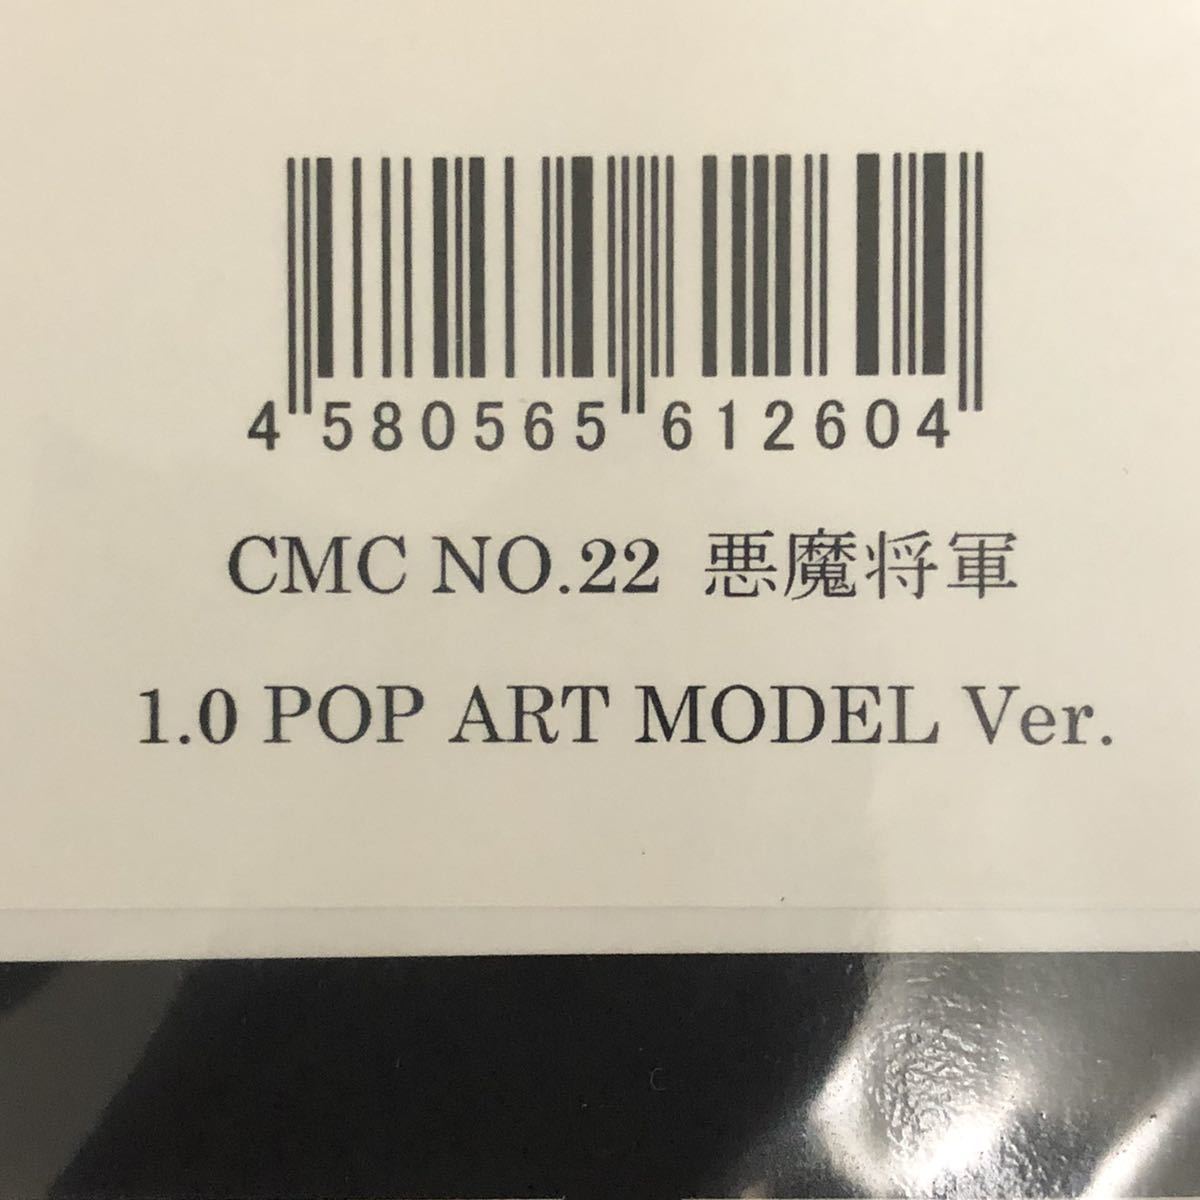 4 580565 612604
CMC NO.22 悪魔将軍
1.0 POP ART MODEL Ver.